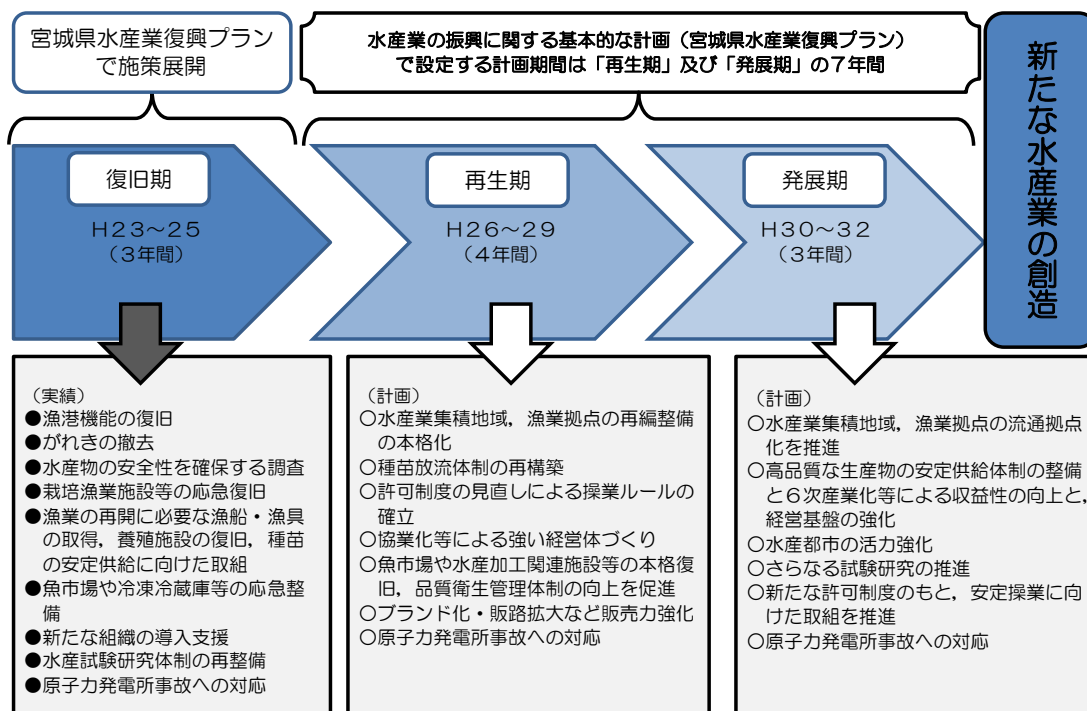 宮城県水産業復興プラン
で施策展開
水産業の振興に関する基本的な計画（宮城県水産業復興プラン）
で設定する計画期間は「再生期」及び「発展期」の７年間
新たな水産業の創造
復旧期
Ｈ２３～２５
（３年間）
再生期
Ｈ２６～２９
（４年間）
発展期
Ｈ３０～３２
（３年間）
（実績）
●漁港機能の復旧
●がれきの撤去
●水産物の安全性を確保する調査
●栽培漁業施設等の応急復旧
●漁業の再開に必要な漁船・漁具
の取得，養殖施設の復旧，種苗
の安定供給に向けた取組
●魚市場や冷凍冷蔵庫等の応急整
備
●新たな組織の導入支援
●水産試験研究体制の再整備
●原子力発電所事故への対応
（計画）
○水産業集積地域，漁業拠点の再編整備
の本格化
○種苗放流体制の再構築
○許可制度の見直しによる操業ルールの
確立
○協業化等による強い経営体づくり
○魚市場や水産加工関連施設等の本格復
旧，品質衛生管理体制の向上を促進
○ブランド化・販路拡大など販売力強化
○原子力発電所事故への対応
（計画）
○水産業集積地域，漁業拠点の流通拠点
化を推進
○高品質な生産物の安定供給体制の整備
と６次産業化等による収益性の向上と，
経営基盤の強化
○水産都市の活力強化
○さらなる試験研究の推進
○新たな許可制度のもと，安定操業に向
けた取組を推進
○原子力発電所事故への対応